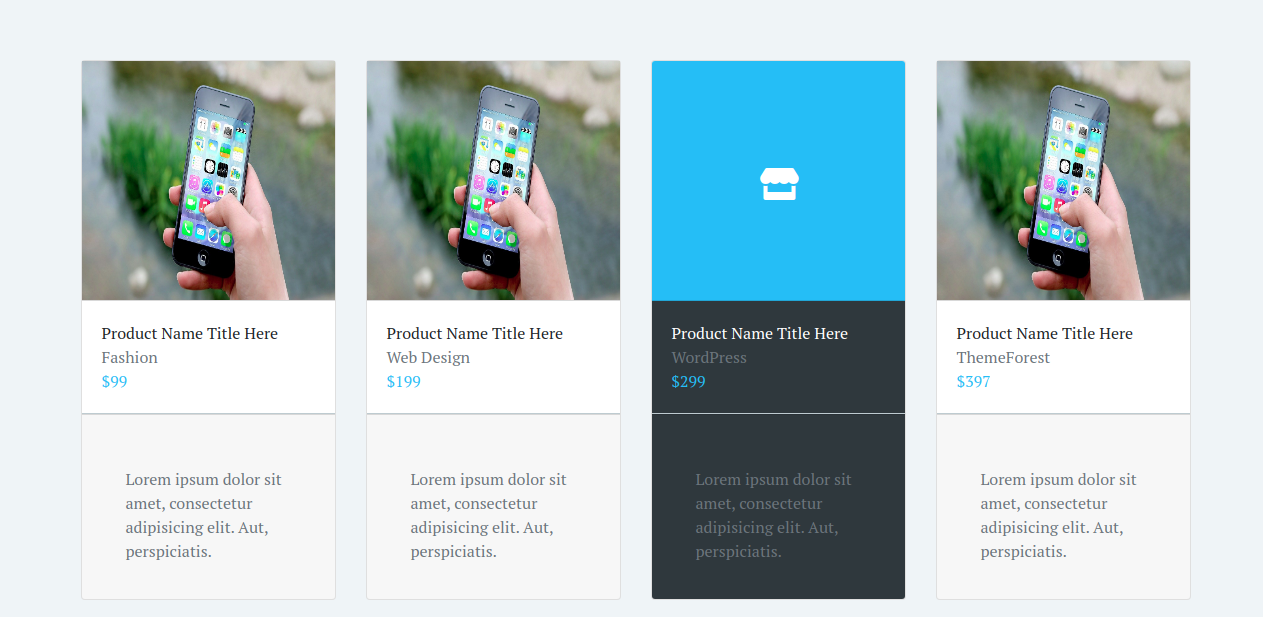 Product Name Title Here
Fashion
$99
Lorem ipsum dolor sit
amet, consectetur
adipisicing elit. Aut,
perspiciatis.
Product Name Title Here
Web Design
$199
Lorem ipsum dolor sit
amet, consectetur
adipisicing elit. Aut,
perspiciatis.
Product Name Title Here
WordPress
$299
Lorem ipsum dolor sit
amet, consectetur
adipisicing elit. Aut,
perspiciatis.
Product Name Title Here
ThemeForest
$397
Lorem ipsum dolor sit
amet, consectetur
adipisicing elit. Aut,
perspiciatis.